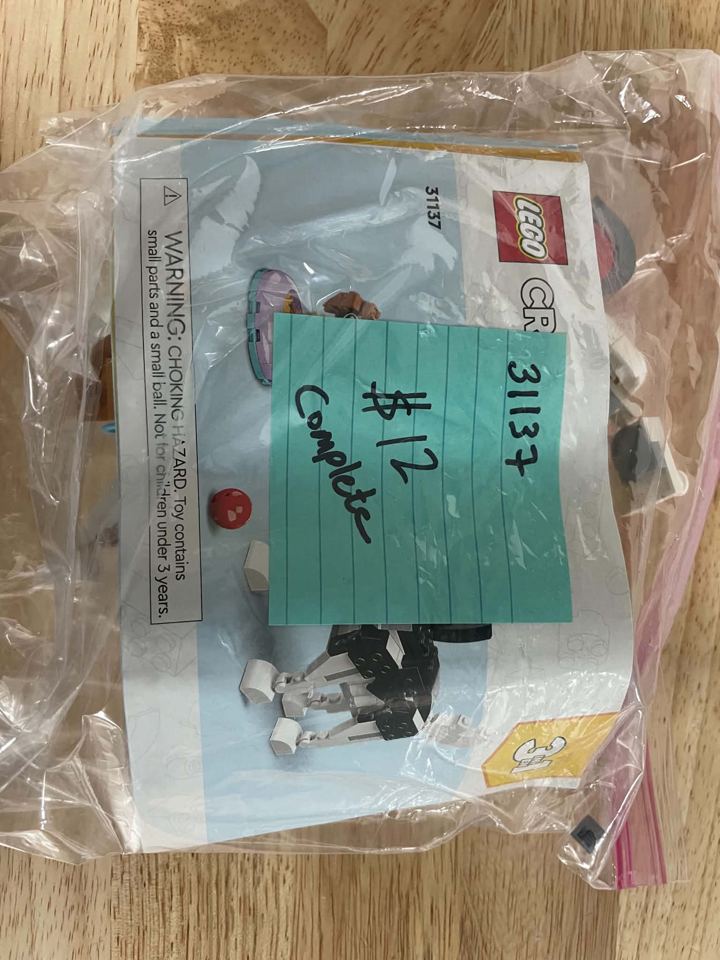 LEGO
CR
31137
31137
$12
Complete
WARNING: CHOKING HAZARD. Toy contains
small parts and a small ball. Not for children under 3 years.